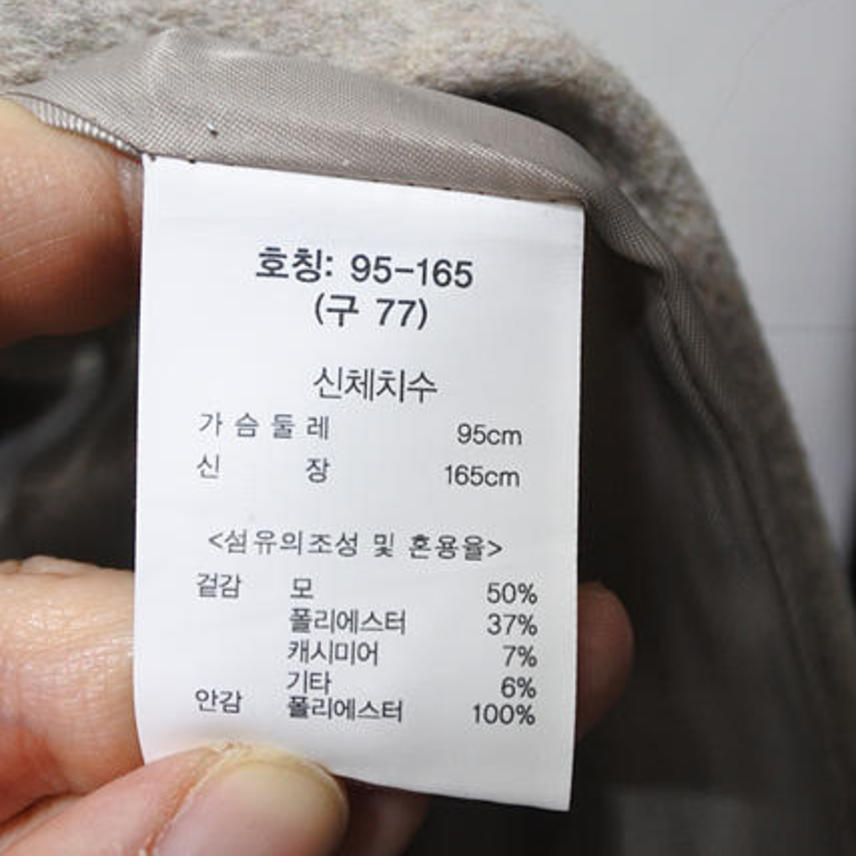 호칭: 95-165
(구 77)
신체치수
가슴둘레 95cm
신 장 165cm
<섬유의조성 및 혼용율>
겉감 모 50%
폴리에스터 37%
캐시미어 7%
기타 6%
안감 폴리에스터 100%